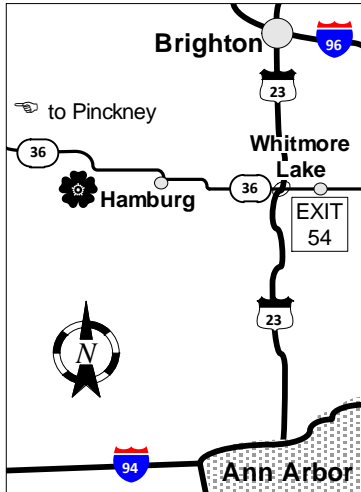 Brighton
96
23
to Pinckney
Whitmore
Lake
36
36
Hamburg
EXIT
54
23
N
94
Ann Arbor